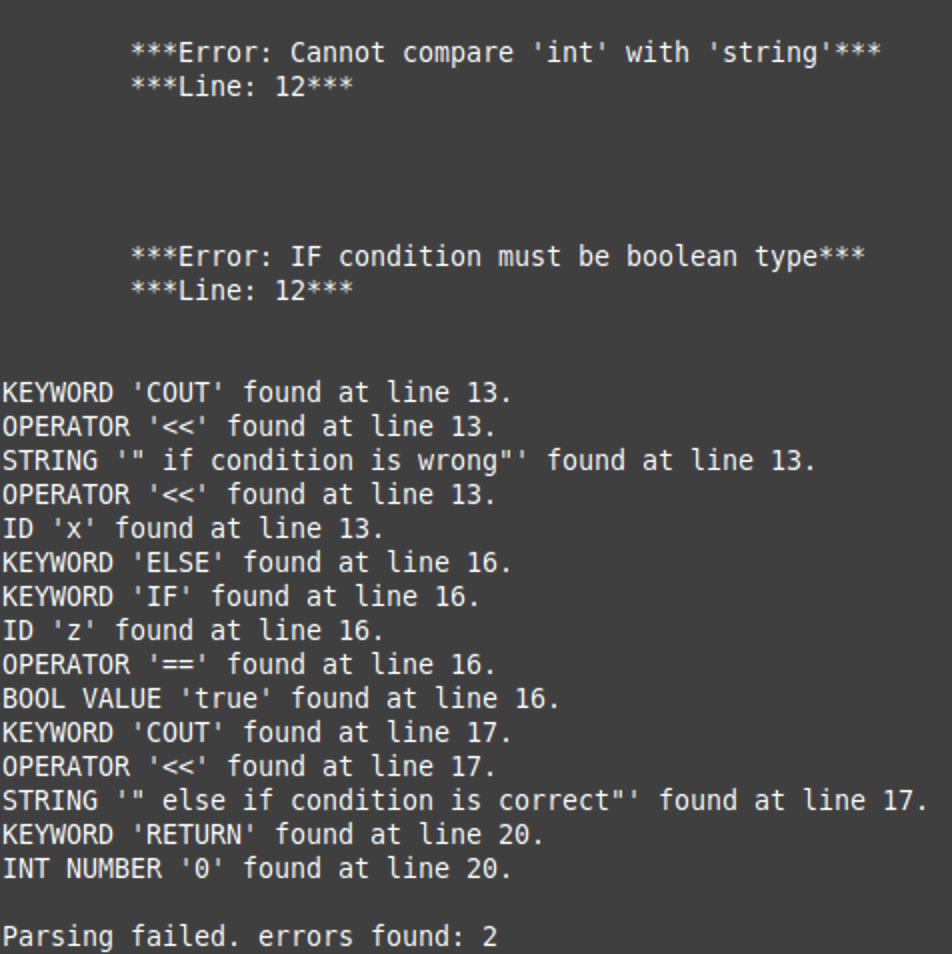 ***Error: Cannot compare 'int' with 'string'***
***Line: 12***
***Error: IF condition must be boolean type***
***Line: 12***
KEYWORD 'COUT' found at line 13.
OPERATOR '<<' found at line 13.
STRING '" if condition is wrong"' found at line 13.
OPERATOR '<<' found at line 13.
ID 'x' found at line 13.
KEYWORD 'ELSE' found at line 16.
KEYWORD 'IF' found at line 16.
ID 'z' found at line 16.
OPERATOR '==' found at line 16.
BOOL VALUE 'true' found at line 16.
KEYWORD 'COUT' found at line 17.
OPERATOR '<<' found at line 17.
STRING '" else if condition is correct"' found at line 17.
KEYWORD 'RETURN' found at line 20.
INT NUMBER '0' found at line 20.
Parsing failed. errors found: 2